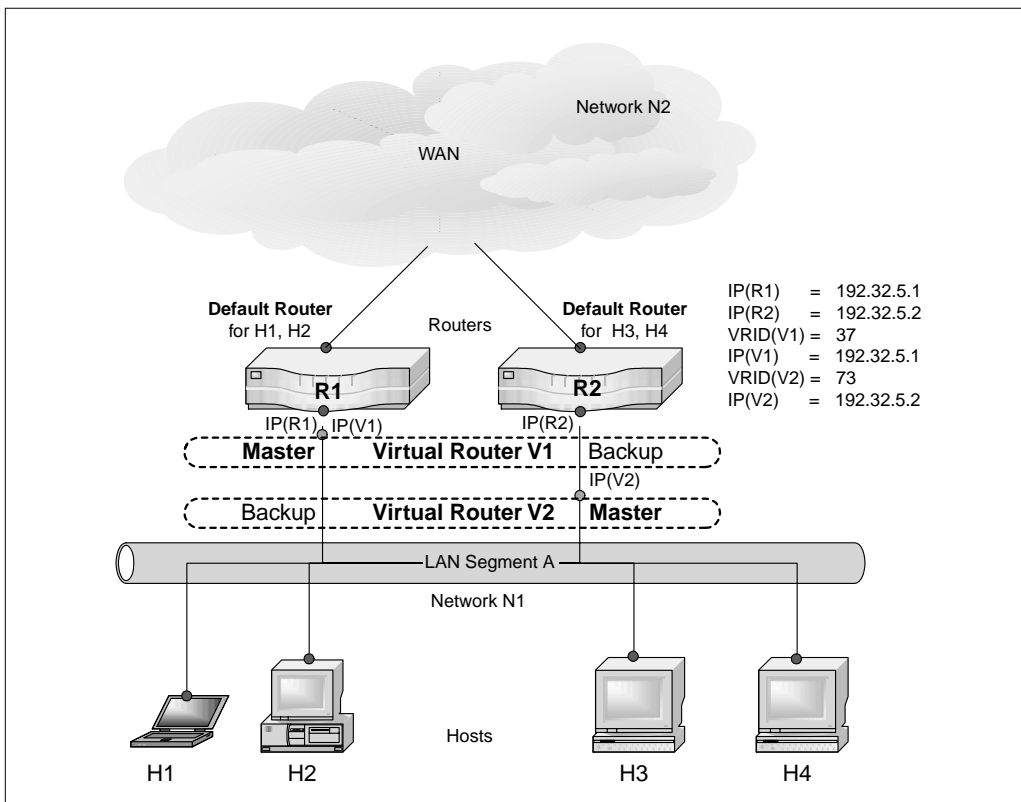 Network N2
WAN
Default Router
for H1, H2
Routers
Default Router
for H3, H4
IP(R1) = 192.32.5.1
IP(R2) = 192.32.5.2
VRID(V1) = 37
IP(V1) = 192.32.5.1
VRID(V2) = 73
IP(V2) = 192.32.5.2
R1
R2
IP(R1) IP(V1)
IP(R2)
Master Virtual Router V1 Backup
IP(V2)
Backup Virtual Router V2 Master
LAN Segment A
Network N1
Hosts
H1 H2 H3 H4